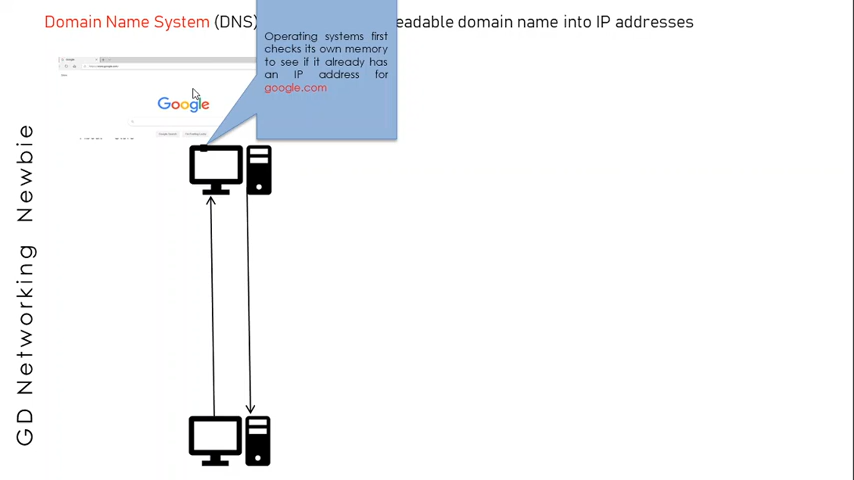 Domain Name System (DNS) eadable domain name into IP addresses
Operating systems first
checks its own memory
to see if it already has
an IP address for
google.com
Google
GD Networking Newbie